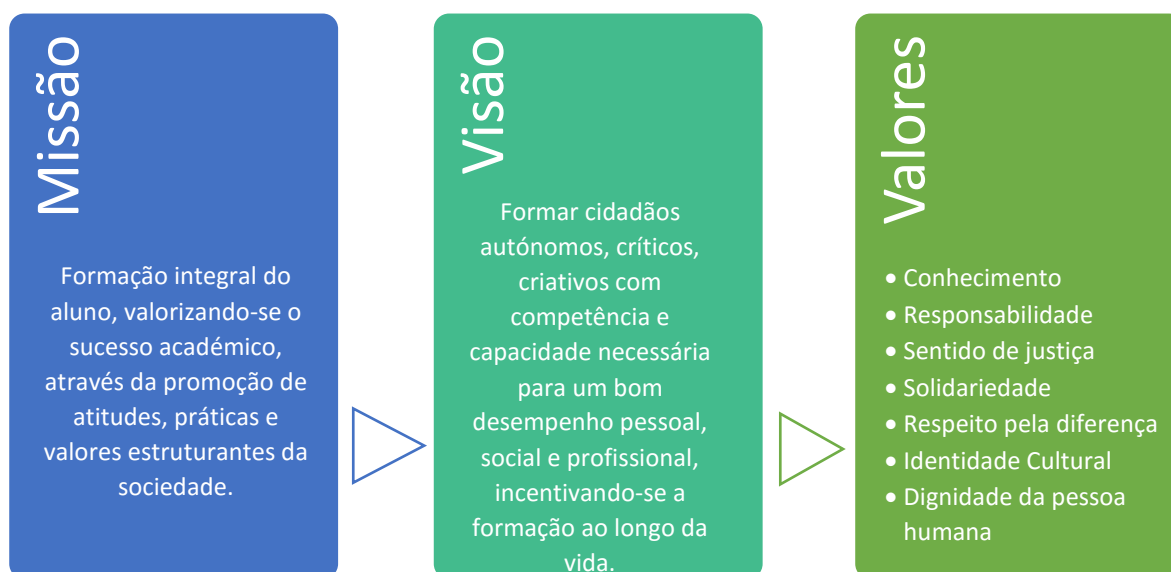 Missão
Formação integral do
aluno, valorizando-se o
sucesso académico,
através da promoção de
atitudes, práticas e
valores estruturantes da
sociedade.
Visão
Formar cidadãos
autónomos, críticos,
criativos com
competência e
capacidade necessária
para um bom
desempenho pessoal,
social e profissional,
incentivando-se a
formação ao longo da
vida.
Valores
• Conhecimento
• Responsabilidade
• Sentido de justiça
• Solidariedade
• Respeito pela diferença
• Identidade Cultural
• Dignidade da pessoa
humana